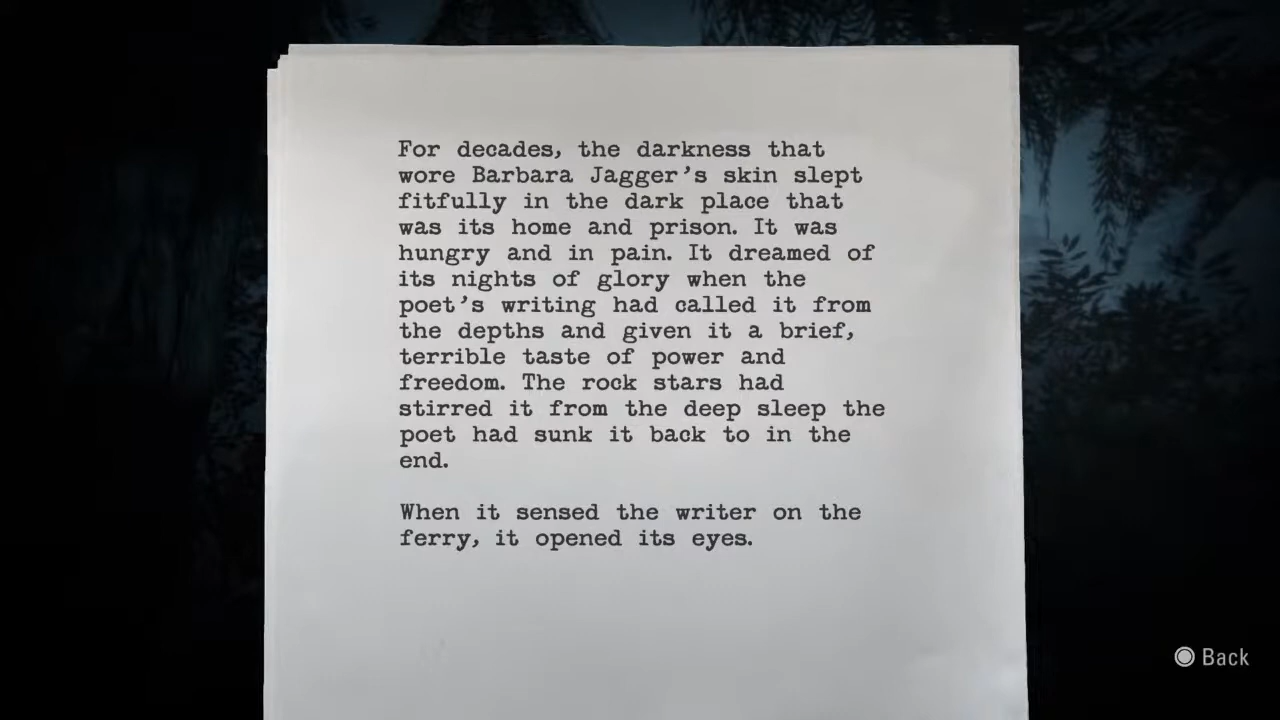 For decades, the darkness that
wore Barbara Jagger's skin slept
fitfully in the dark place that
was its home and prison. It was
hungry and in pain. It dreamed of
its nights of glory when the
poet's writing had called it from
the depths and given it a brief,
terrible taste of power and
freedom. The rock stars had
stirred it from the deep sleep the
poet had sunk it back to in the
end.
When it sensed the writer on the
ferry, it opened its eyes.
Back